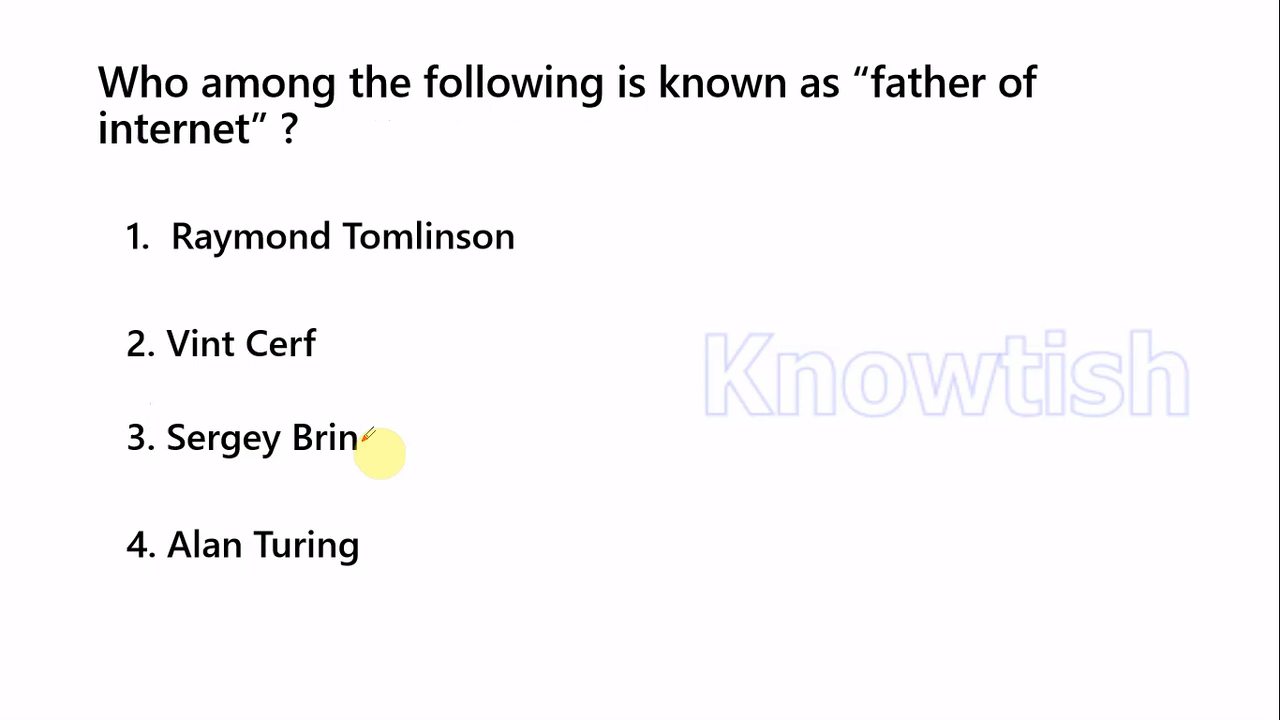 Who among the following is known as “father of
internet” ?
1. Raymond Tomlinson
2. Vint Cerf
Knowtish
3. Sergey Brin
4. Alan Turing